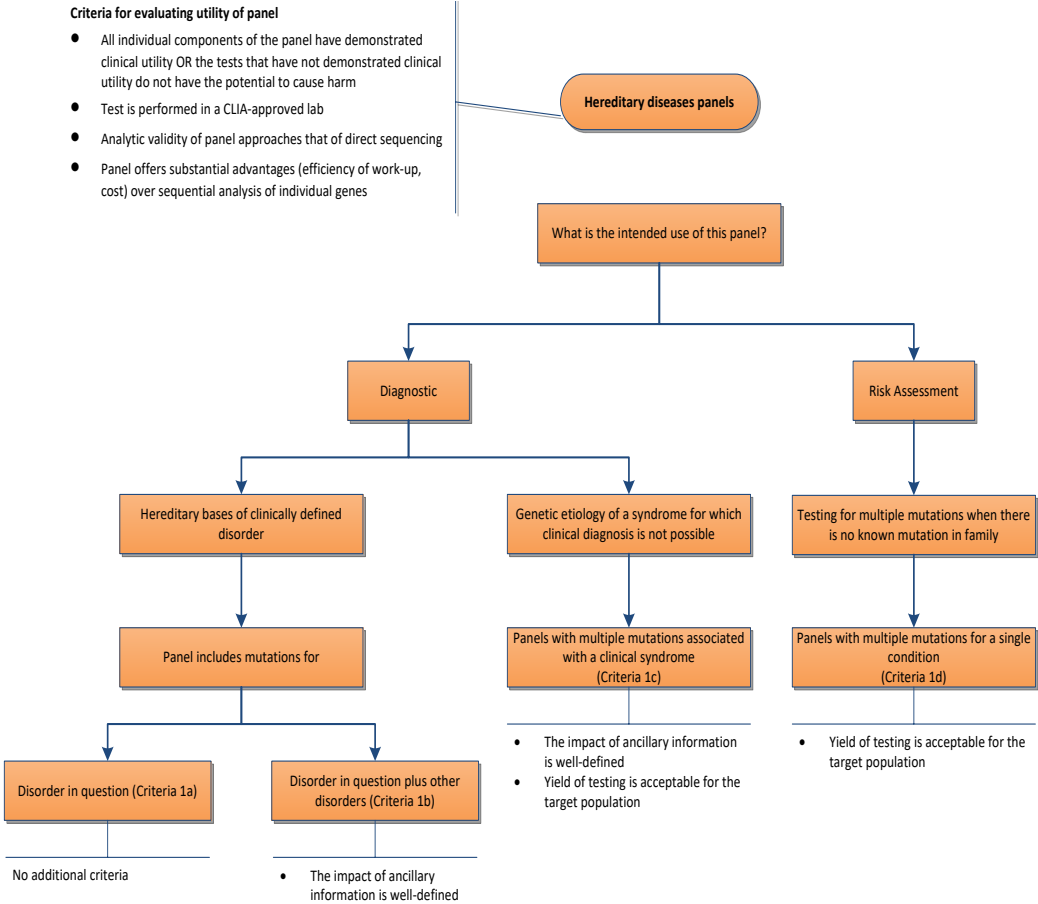 Criteria for evaluating utility of panel
● All individual components of the panel have demonstrated
clinical utility OR the tests that have not demonstrated clinical
utility do not have the potential to cause harm
● Test is performed in a CLIA-approved lab
● Analytic validity of panel approaches that of direct sequencing
● Panel offers substantial advantages (efficiency of work-up,
cost) over sequential analysis of individual genes
Hereditary diseases panels
What is the intended use of this panel?
Diagnostic
Risk Assessment
Hereditary bases of clinically defined
disorder
Genetic etiology of a syndrome for which
clinical diagnosis is not possible
Testing for multiple mutations when there
is no known mutation in family
Panel includes mutations for
Panels with multiple mutations associated
with a clinical syndrome
(Criteria 1c)
Panels with multiple mutations for a single
condition
(Criteria 1d)
• The impact of ancillary information
is well-defined
• Yield of testing is acceptable for the
target population
• Yield of testing is acceptable for the
target population
Disorder in question (Criteria 1a)
Disorder in question plus other
disorders (Criteria 1b)
No additional criteria
• The impact of ancillary
information is well-defined